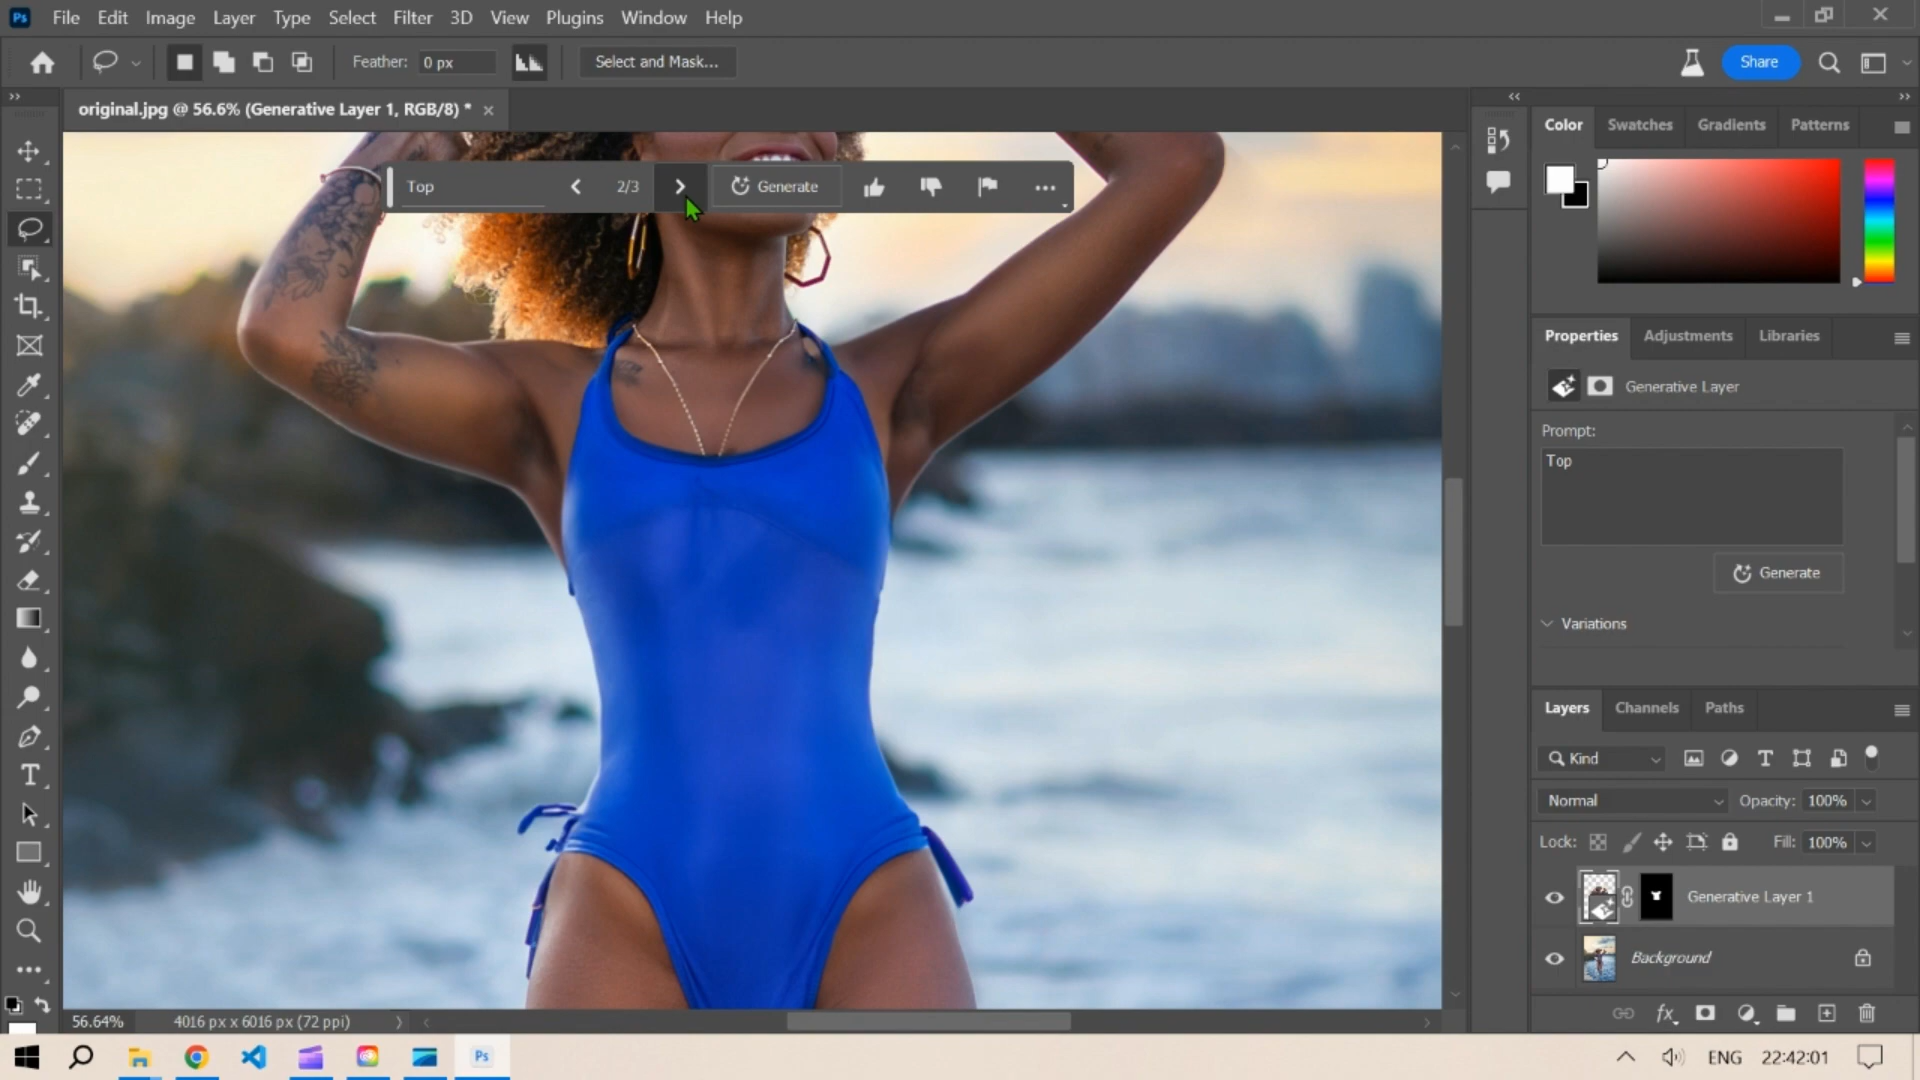 Ps File Edit Image Layer Type Select Filter 3D View Plugins Window Help
Feather: 0 px Select and Mask... Share
original.jpg @ 56.6% (Generative Layer 1, RGB/8) *
Top 2/3 Generate
Color Swatches Gradients Patterns
Properties Adjustments Libraries
Generative Layer
Prompt:
Top
Generate
Variations
Layers Channels Paths
Kind
Normal Opacity: 100%
Lock: Fill: 100%
Generative Layer 1
Background
fx
56.64% 4016 px x 6016 px (72 ppi)
Ps ENG 22:42:01